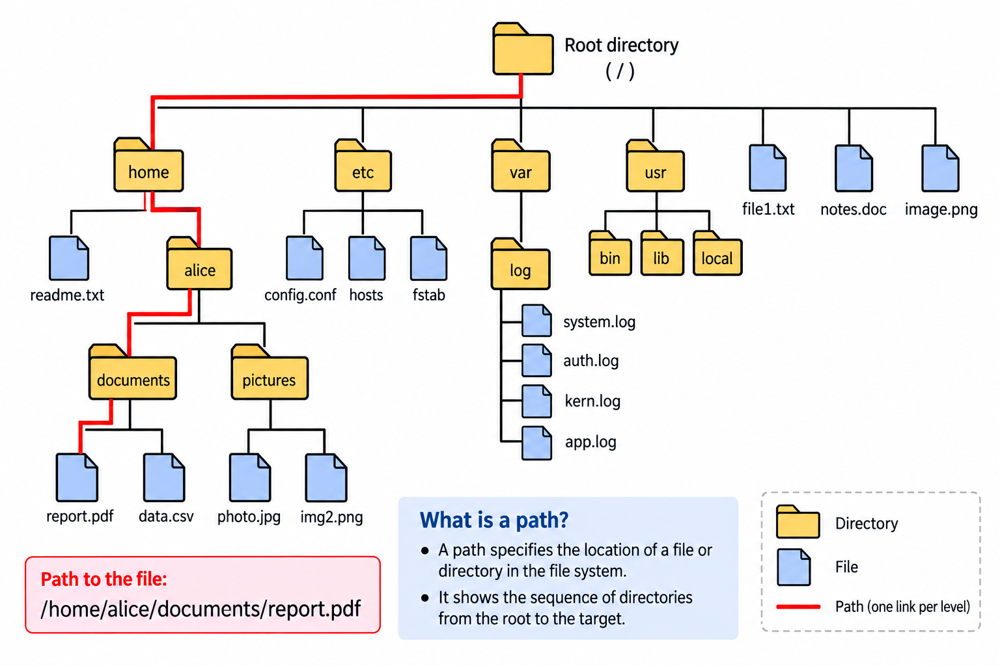 Root directory
( / )
home
etc
var
usr
file1.txt
notes.doc
image.png
readme.txt
alice
config.conf
hosts
fstab
log
bin
lib
local
system.log
auth.log
kern.log
app.log
documents
pictures
report.pdf
data.csv
photo.jpg
img2.png
Path to the file:
/home/alice/documents/report.pdf
What is a path?
● A path specifies the location of a file or
directory in the file system.
● It shows the sequence of directories
from the root to the target.
Directory
File
Path (one link per level)